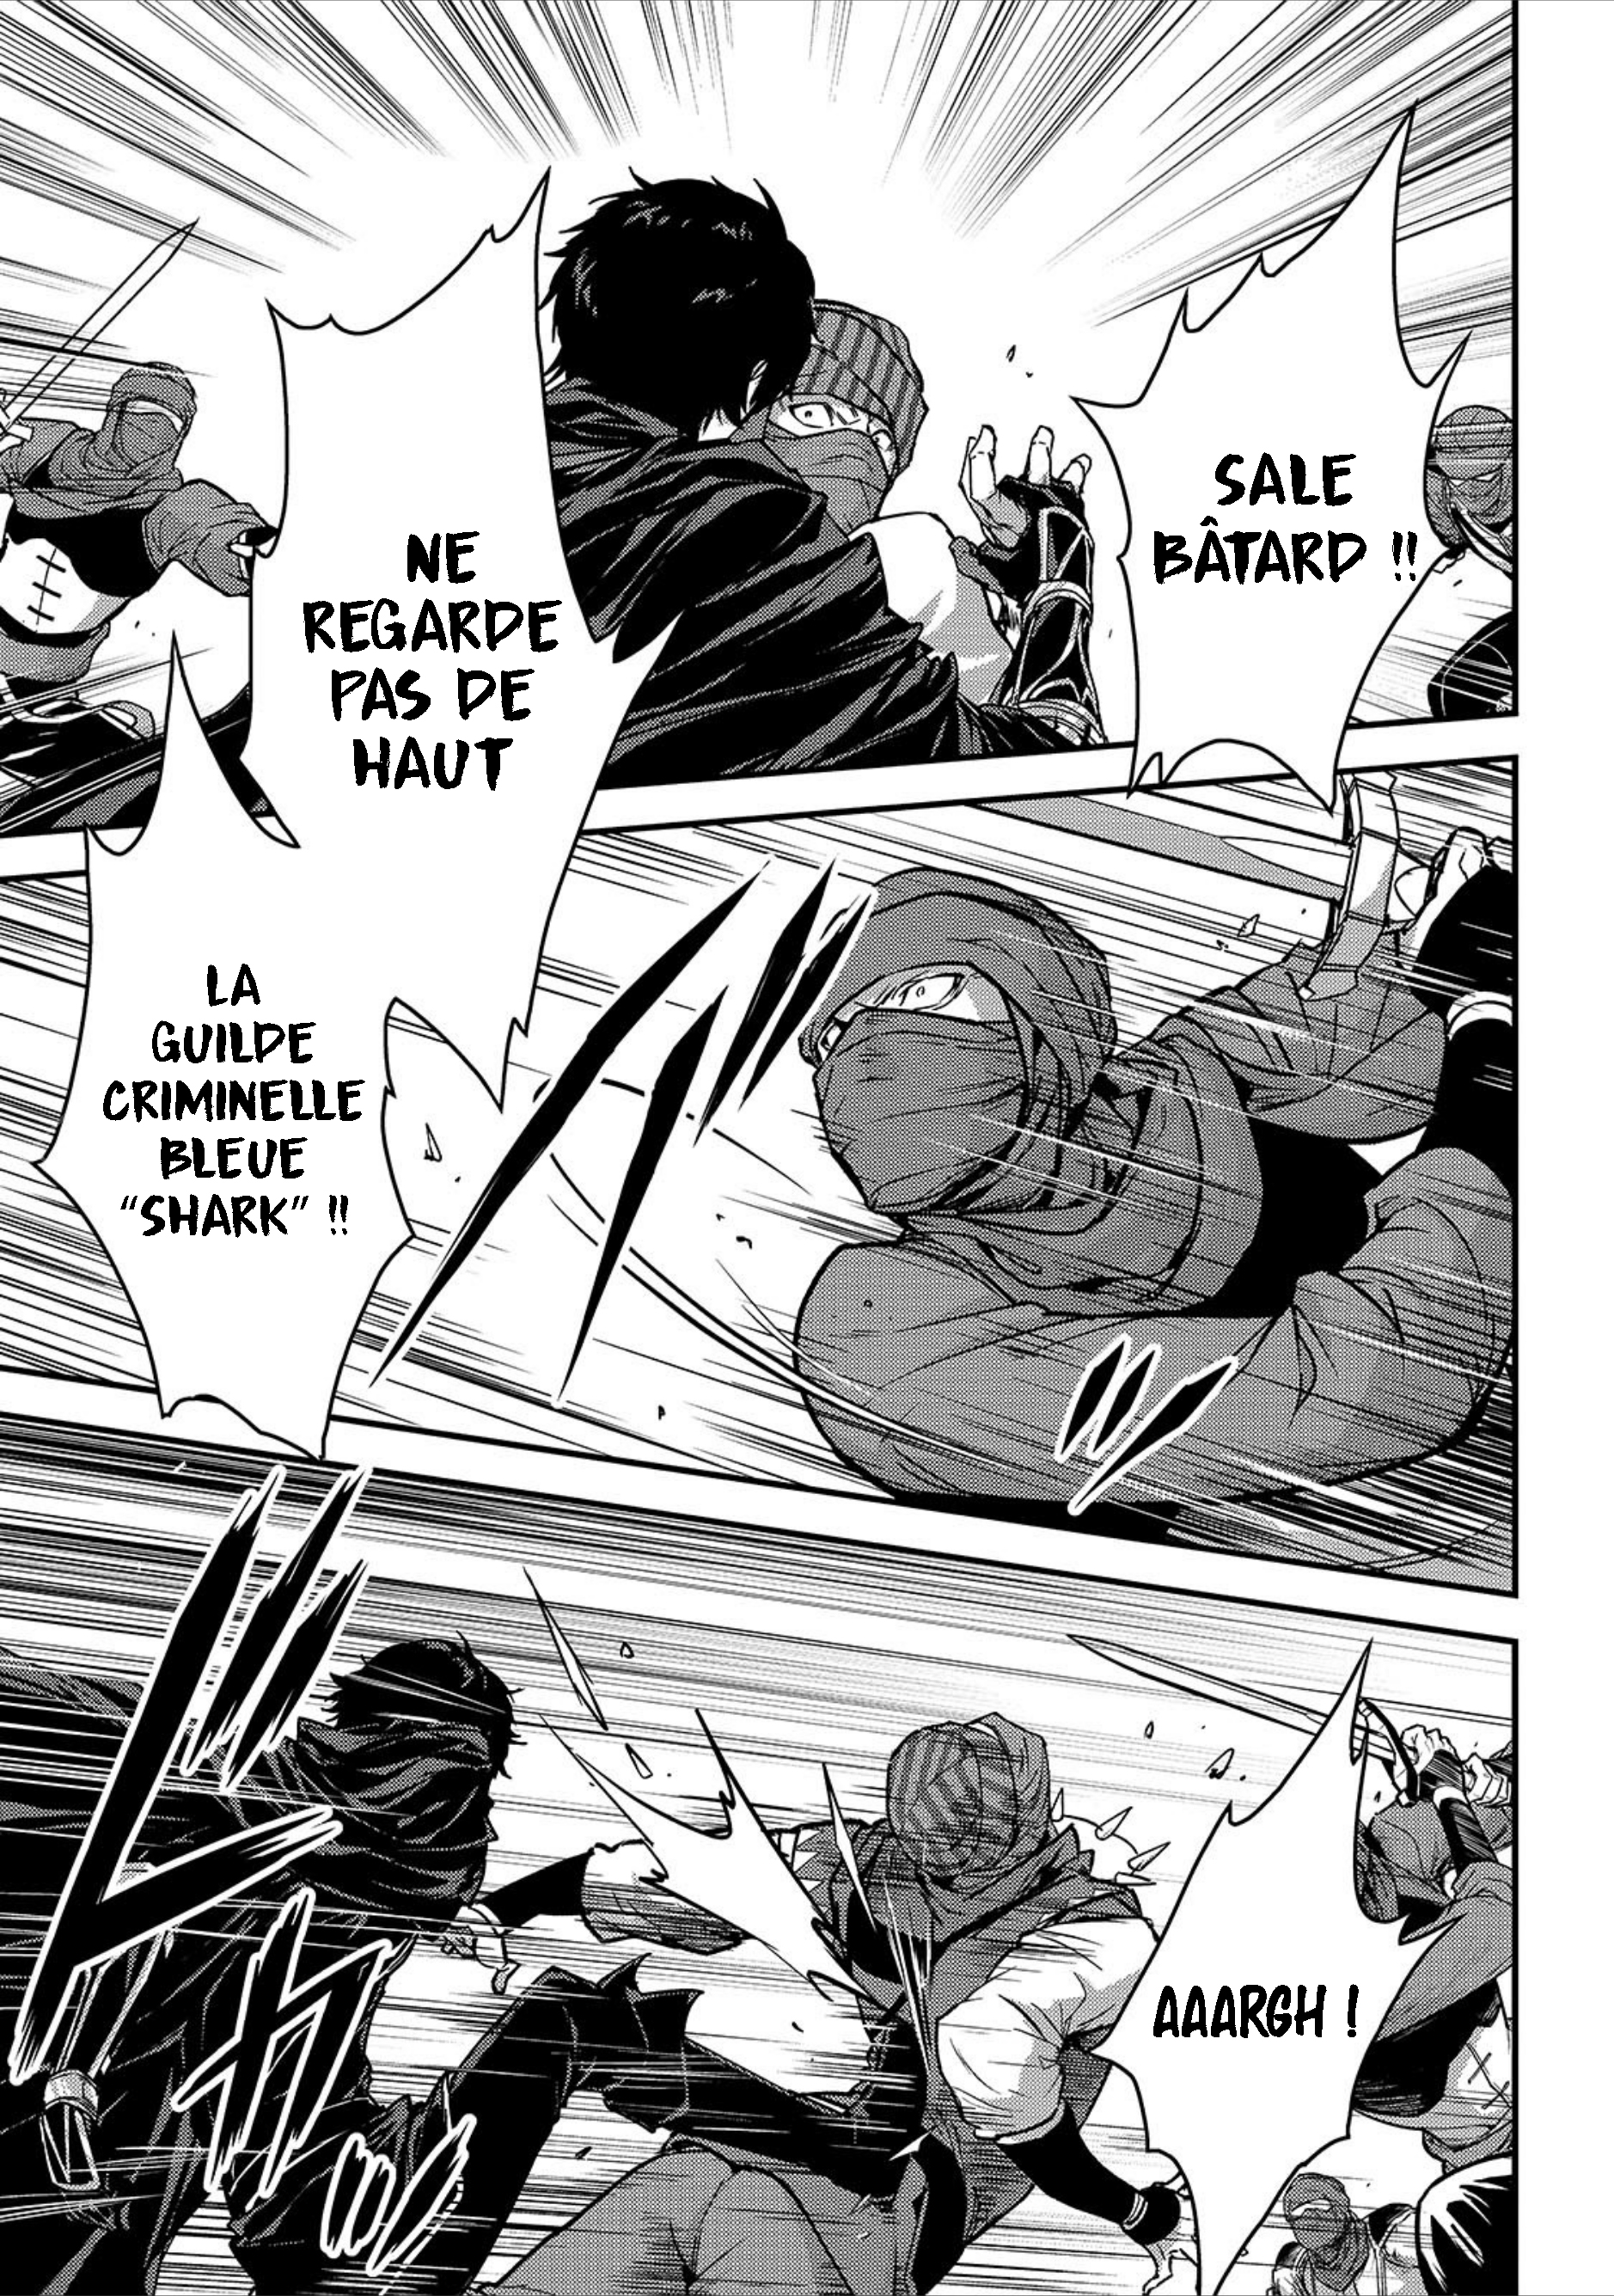 SALE
BÂTARD !!
NE
REGARDE
PAS DE
HAUT
LA
GUILDE
CRIMINELLE
BLEUE
“SHARK” !!
AAARGH !